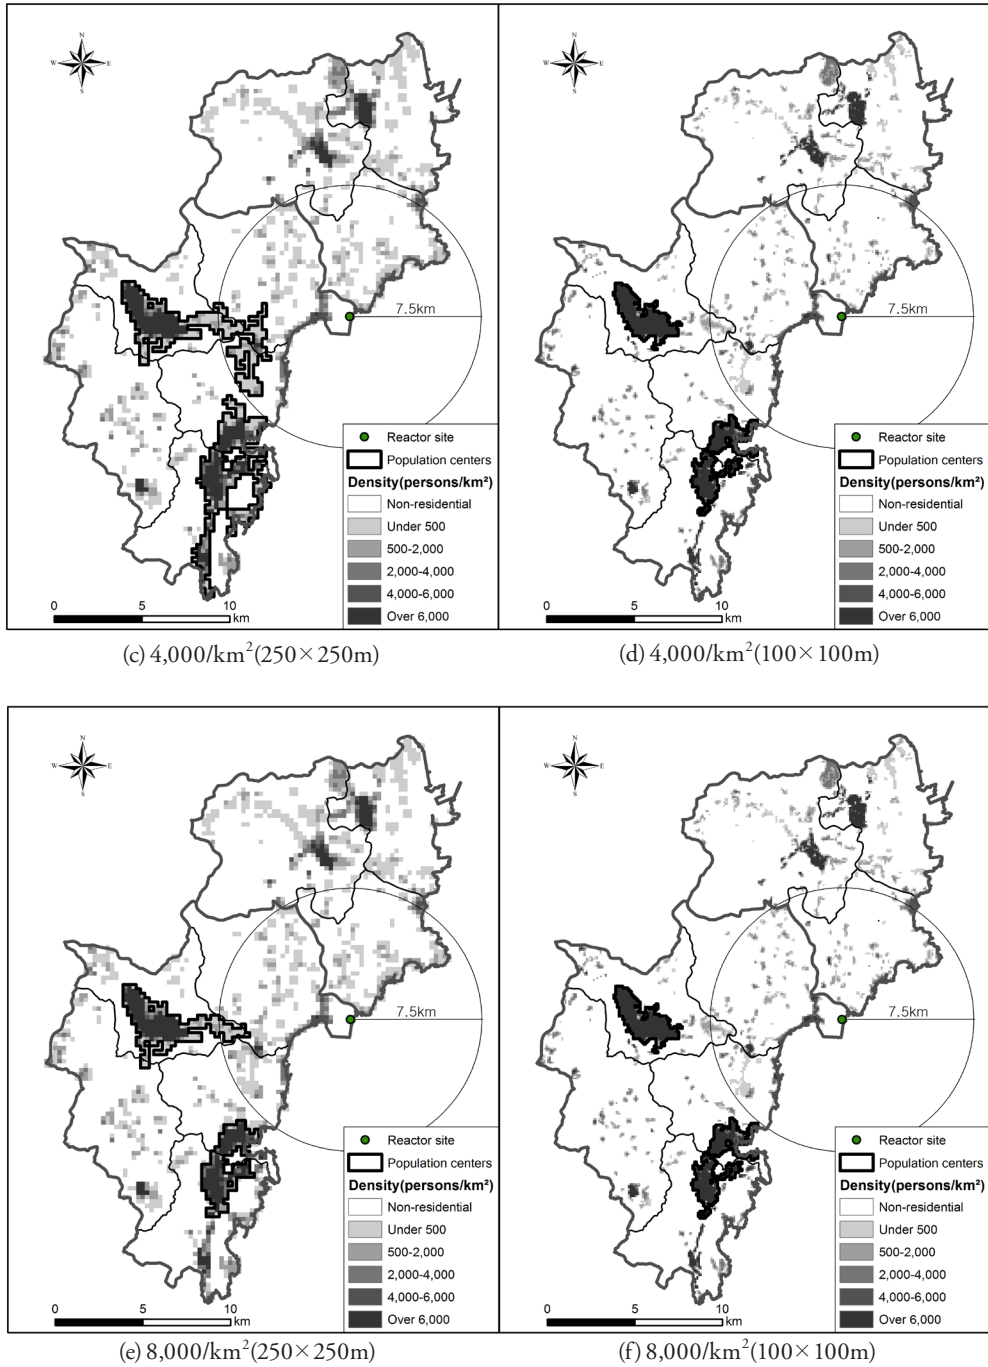 N
W E
S
7.5km
Reactor site
Population centers
Density(persons/km²)
Non-residential
Under 500
500-2,000
2,000-4,000
4,000-6,000
Over 6,000
0 5 10
km
(c) 4,000/km²(250×250m)
N
W E
S
7.5km
Reactor site
Population centers
Density(persons/km²)
Non-residential
Under 500
500-2,000
2,000-4,000
4,000-6,000
Over 6,000
0 5 10
km
(d) 4,000/km²(100×100m)
N
W E
S
7.5km
Reactor site
Population centers
Density(persons/km²)
Non-residential
Under 500
500-2,000
2,000-4,000
4,000-6,000
Over 6,000
0 5 10
km
(e) 8,000/km²(250×250m)
N
W E
S
7.5km
Reactor site
Population centers
Density(persons/km²)
Non-residential
Under 500
500-2,000
2,000-4,000
4,000-6,000
Over 6,000
0 5 10
km
(f) 8,000/km²(100×100m)